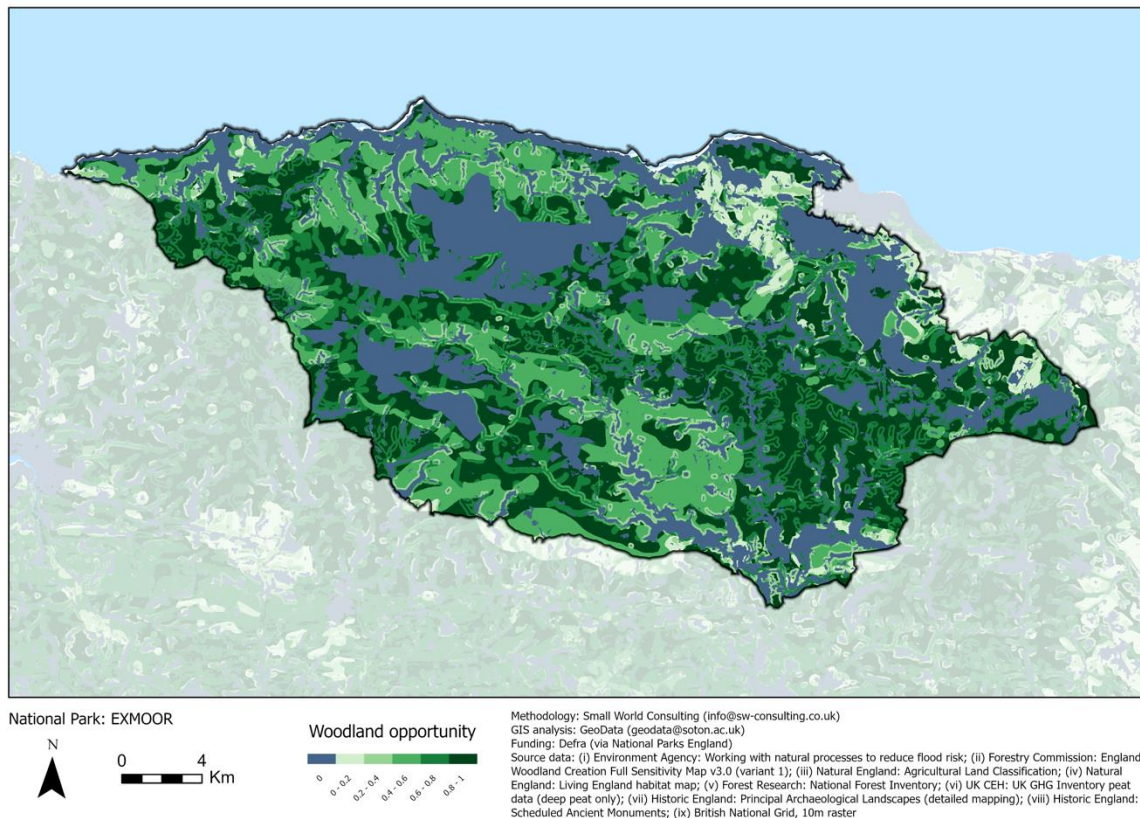 National Park: EXMOOR
N
0 4
Km
Woodland opportunity
0
0 - 0.2
0.2 - 0.4
0.4 - 0.6
0.6 - 0.8
0.8 - 1
Methodology: Small World Consulting (info@sw-consulting.co.uk)
GIS analysis: GeoData (geodata@soton.ac.uk)
Funding: Defra (via National Parks England)
Source data: (i) Environment Agency: Working with natural processes to reduce flood risk; (ii) Forestry Commission: England
Woodland Creation Full Sensitivity Map v3.0 (variant 1); (iii) Natural England: Agricultural Land Classification; (iv) Natural
England: Living England habitat map; (v) Forest Research: National Forest Inventory; (vi) UK CEH: UK GHG Inventory peat
data (deep peat only); (vii) Historic England: Principal Archaeological Landscapes (detailed mapping); (viii) Historic England:
Scheduled Ancient Monuments; (ix) British National Grid, 10m raster